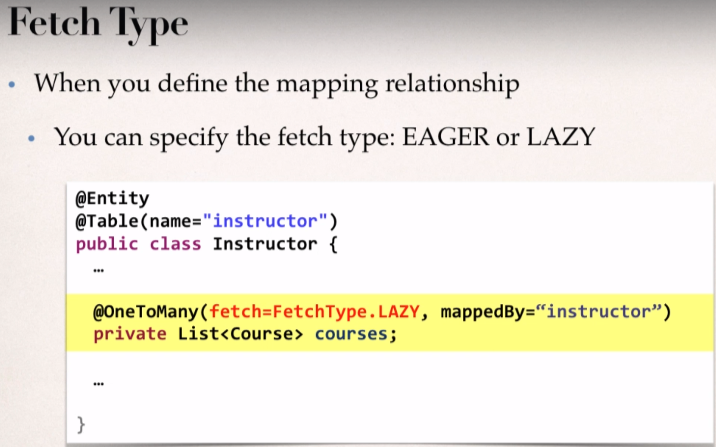 Fetch Type
• When you define the mapping relationship
• You can specify the fetch type: EAGER or LAZY
@Entity
@Table(name="instructor")
public class Instructor {
…
@OneToMany(fetch=FetchType.LAZY, mappedBy=“instructor”)
private List<Course> courses;
…
}